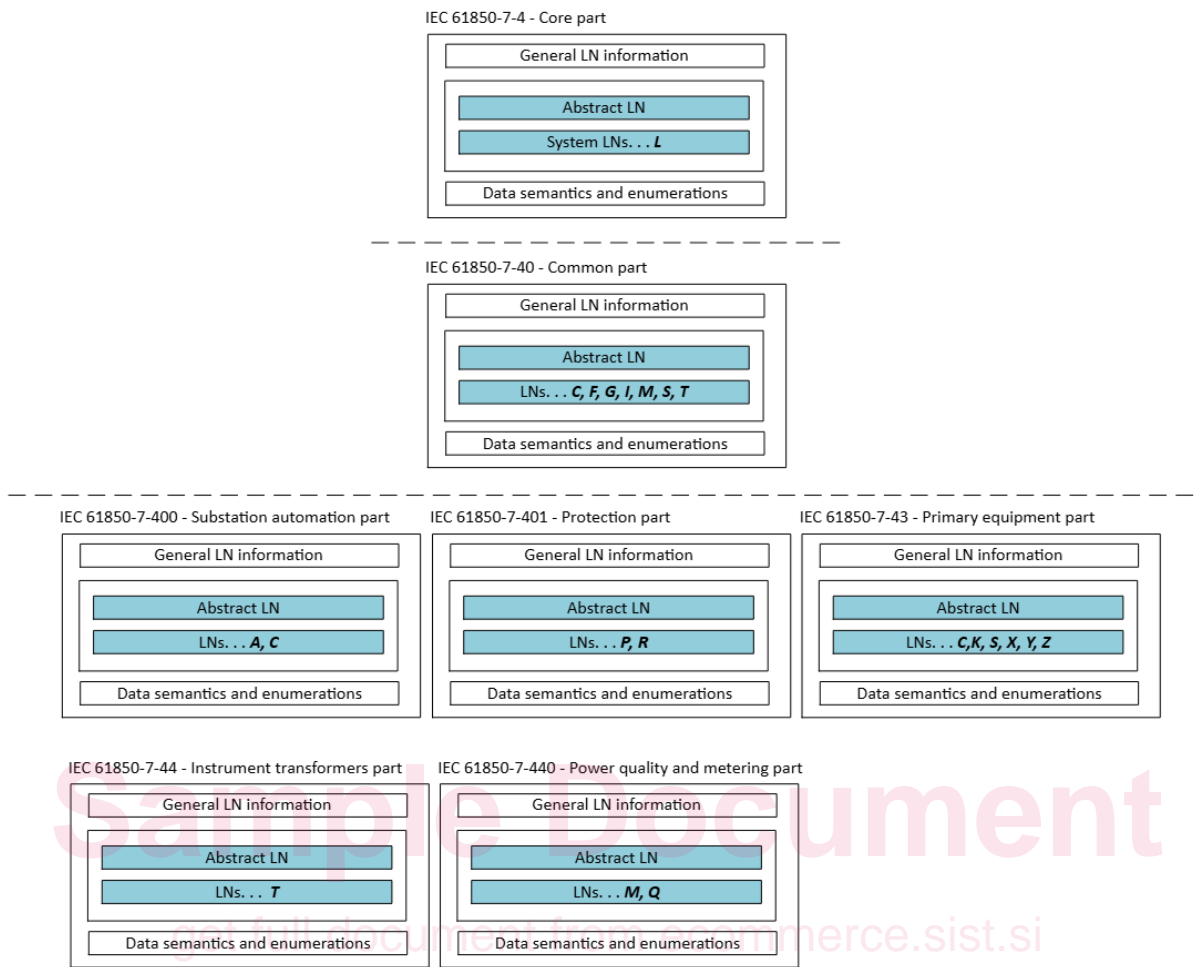 IEC 61850-7-4 - Core part
General LN information
Abstract LN
System LNs. . . L
Data semantics and enumerations
IEC 61850-7-40 - Common part
General LN information
Abstract LN
LNs. . . C, F, G, I, M, S, T
Data semantics and enumerations
IEC 61850-7-400 - Substation automation part
General LN information
Abstract LN
LNs. . . A, C
Data semantics and enumerations
IEC 61850-7-401 - Protection part
General LN information
Abstract LN
LNs. . . P, R
Data semantics and enumerations
IEC 61850-7-43 - Primary equipment part
General LN information
Abstract LN
LNs. . . C,K, S, X, Y, Z
Data semantics and enumerations
IEC 61850-7-44 - Instrument transformers part
General LN information
Abstract LN
LNs. . . T
Data semantics and enumerations
IEC 61850-7-440 - Power quality and metering part
General LN information
Abstract LN
LNs. . . M, Q
Data semantics and enumerations
Sample Document
get full document from ecommerce.sist.si